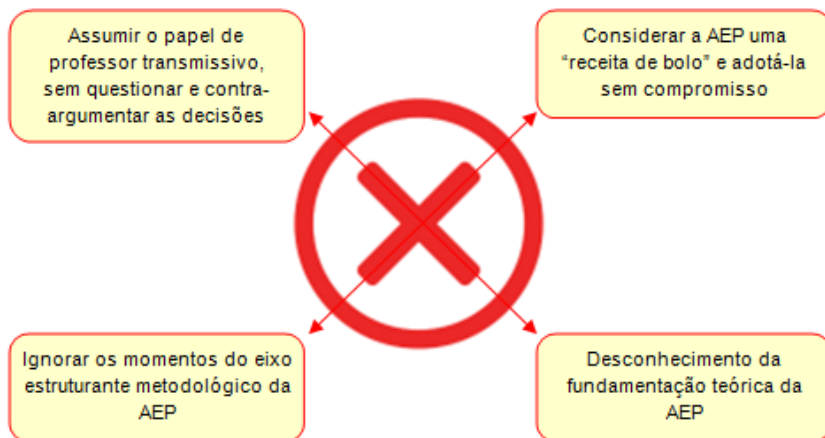 Assumir o papel de
professor transmissivo,
sem questionar e contra-
argumentar as decisões
Considerar a AEP uma
“receita de bolo” e adotá-la
sem compromisso
Ignorar os momentos do eixo
estruturante metodológico da
AEP
Desconhecimento da
fundamentação teórica da
AEP